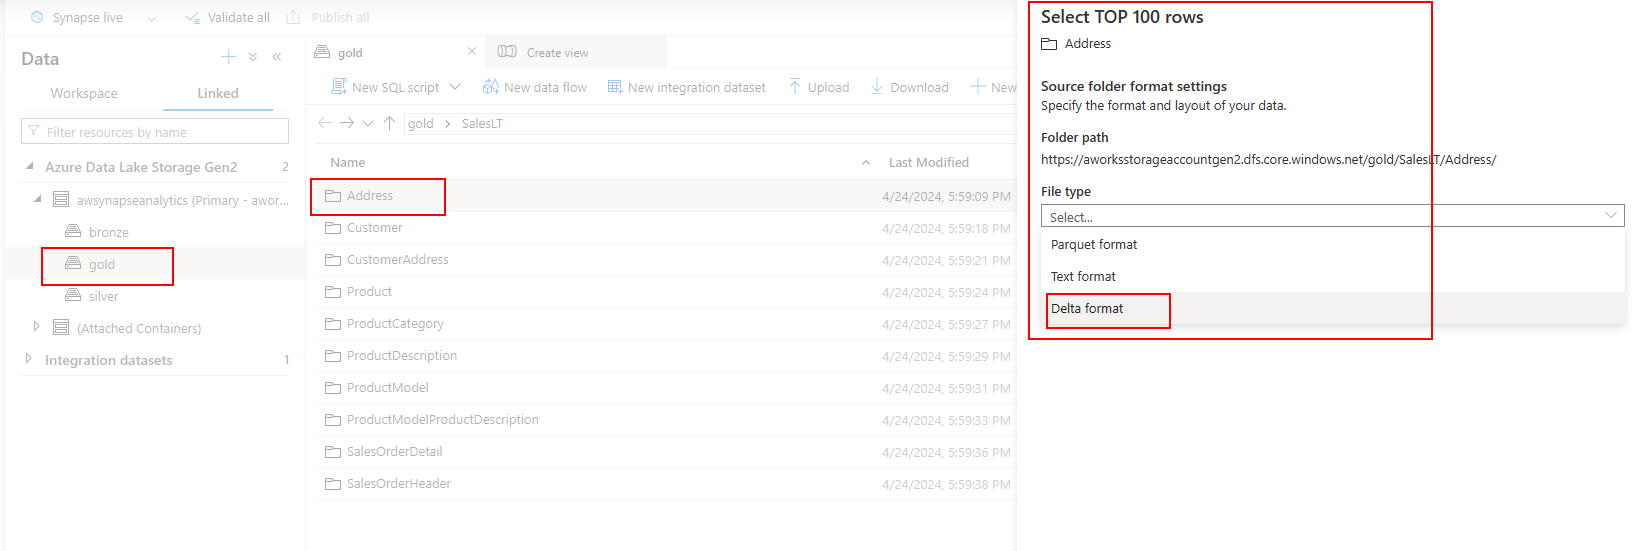 Synapse live
Validate all
Publish all
Data
Workspace
Linked
Filter resources by name
Azure Data Lake Storage Gen2 2
awsynapseanalytics (Primary - awor...
bronze
gold
silver
(Attached Containers)
Integration datasets 1
gold
Create view
New SQL script
New data flow
New integration dataset
Upload
Download
New
gold
SalesLT
Name Last Modified
Address 4/24/2024, 5:59:09 PM
Customer 4/24/2024, 5:59:18 PM
CustomerAddress 4/24/2024, 5:59:21 PM
Product 4/24/2024, 5:59:24 PM
ProductCategory 4/24/2024, 5:59:27 PM
ProductDescription 4/24/2024, 5:59:29 PM
ProductModel 4/24/2024, 5:59:31 PM
ProductModelProductDescription 4/24/2024, 5:59:33 PM
SalesOrderDetail 4/24/2024, 5:59:36 PM
SalesOrderHeader 4/24/2024, 5:59:38 PM
Select TOP 100 rows
Address
Source folder format settings
Specify the format and layout of your data.
Folder path
https://aworksstorageaccountgen2.dfs.core.windows.net/gold/SalesLT/Address/
File type
Select...
Parquet format
Text format
Delta format